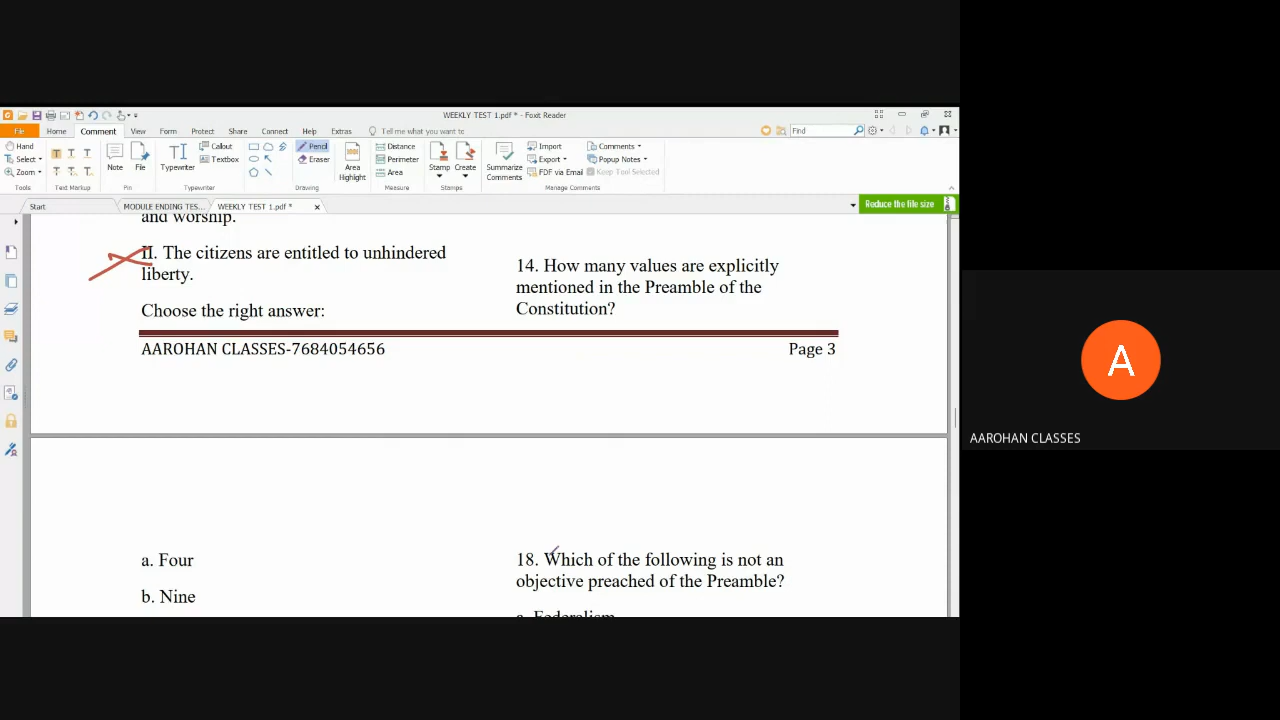 WEEKLY TEST 1.pdf * - Foxit Reader
File Home Comment View Form Protect Share Connect Help Extras Tell me what you want to Find
Hand
Select
Zoom
Tools
Text Markup
Note
File
Pin
Typewriter
Callout
Textbox
Typewriter
Pencil
Eraser
Drawing
Area
Highlight
Distance
Perimeter
Area
Measure
Stamp
Create
Stamps
Summarize
Comments
Import
Export
FDF via Email
Comments
Popup Notes
Keep Tool Selected
Manage Comments
Start MODULE ENDING TES... WEEKLY TEST 1.pdf * Reduce the file size
and worship.
II. The citizens are entitled to unhindered
liberty.
Choose the right answer:
14. How many values are explicitly
mentioned in the Preamble of the
Constitution?
AAROHAN CLASSES-7684054656 Page 3
a. Four
b. Nine
18. Which of the following is not an
objective preached of the Preamble?
a. Federalism
A
AAROHAN CLASSES